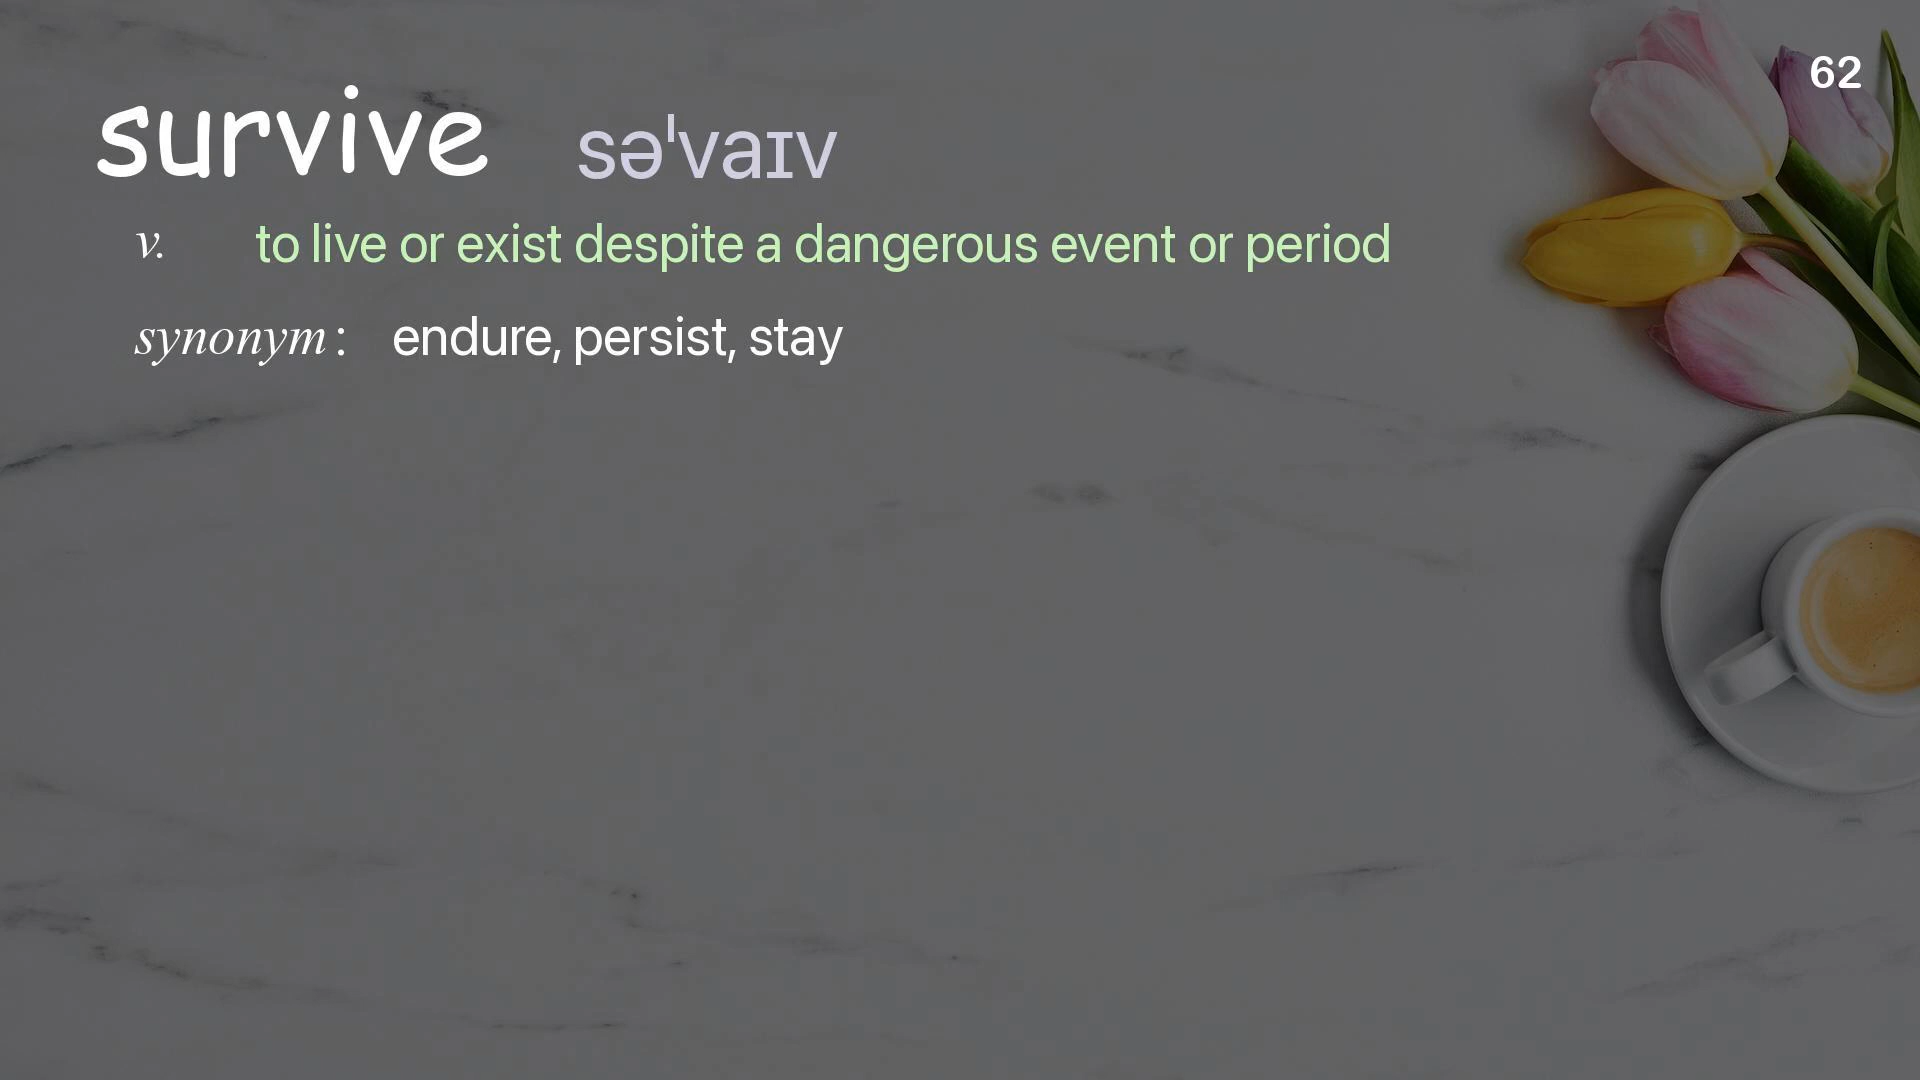 62
survive səˈvaɪv
v. to live or exist despite a dangerous event or period
synonym : endure, persist, stay